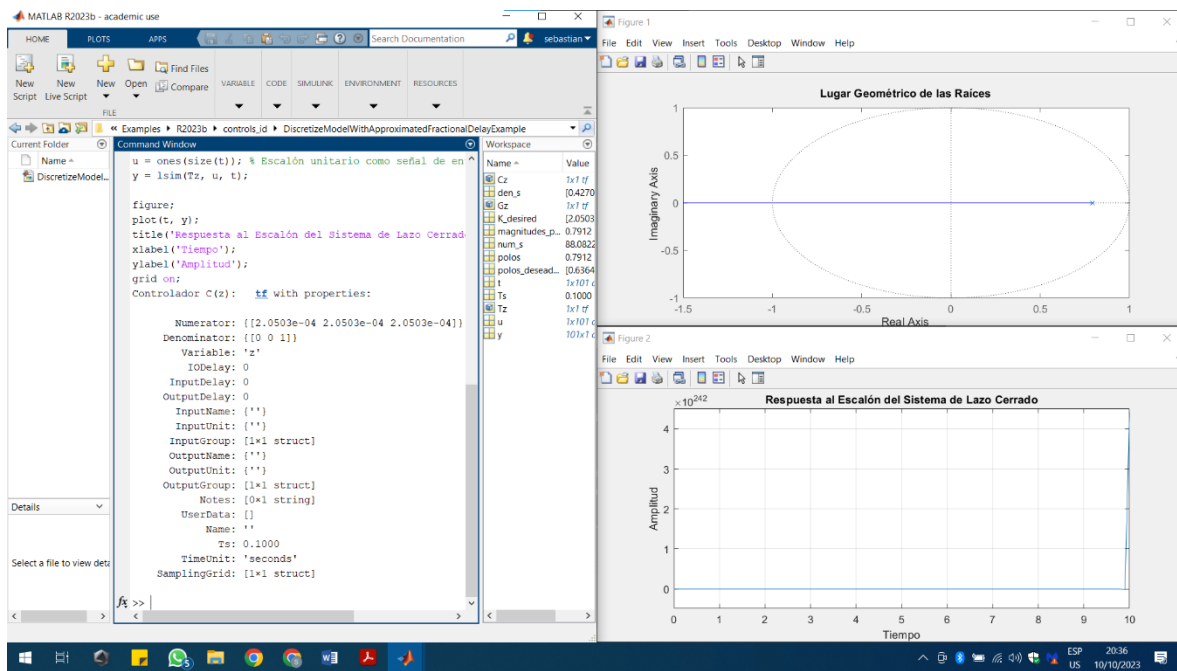 MATLAB R2023b - academic use
HOME PLOTS APPS
Search Documentation
sebastian
New Script
New Live Script
New
Open
Find Files
Compare
VARIABLE
CODE
SIMULINK
ENVIRONMENT
RESOURCES
FILE
« Examples R2023b controls_id DiscretizeModelWithApproximatedFractionalDelayExample
Current Folder
Name
DiscretizeModel...
Details
Select a file to view deta
Command Window
u = ones(size(t)); % Escalón unitario como señal de en
y = lsim(Tz, u, t);
figure;
plot(t, y);
title('Respuesta al Escalón del Sistema de Lazo Cerrado
xlabel('Tiempo');
ylabel('Amplitud');
grid on;
Controlador C(z): tf with properties:
Numerator: {[2.0503e-04 2.0503e-04 2.0503e-04]}
Denominator: {[0 0 1]}
Variable: 'z'
IODelay: 0
InputDelay: 0
OutputDelay: 0
InputName: {''}
InputUnit: {''}
InputGroup: [1×1 struct]
OutputName: {''}
OutputUnit: {''}
OutputGroup: [1×1 struct]
Notes: [0×1 string]
UserData: []
Name: ''
Ts: 0.1000
TimeUnit: 'seconds'
SamplingGrid: [1×1 struct]
fx >>
Workspace
Name Value
Cz 1x1 tf
den_s [0.4270
Gz 1x1 tf
K_desired [2.0503
magnitudes_p... 0.7912
num_s 88.0822
polos 0.7912
polos_desead... [0.6364
t 1x101 d
Ts 0.1000
Tz 1x1 tf
u 1x101 d
y 101x1 d
Figure 1
File Edit View Insert Tools Desktop Window Help
Lugar Geométrico de las Raíces
Imaginary Axis
1
0.5
0
-0.5
-1
-1.5 -1 -0.5 0 0.5 1
Real Axis
Figure 2
File Edit View Insert Tools Desktop Window Help
×10^242
Respuesta al Escalón del Sistema de Lazo Cerrado
Amplitud
4
3
2
1
0
0 1 2 3 4 5 6 7 8 9 10
Tiempo
ESP
US
20:36
10/10/2023